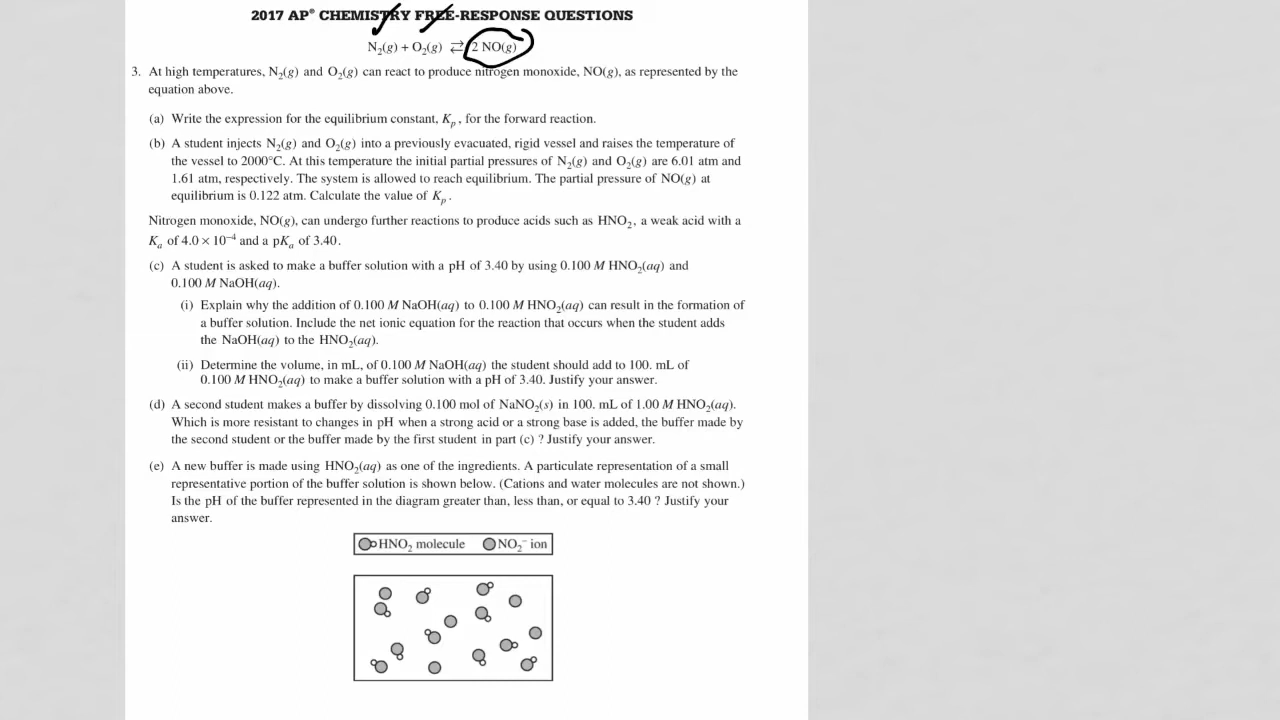 2017 AP® CHEMISTRY FREE-RESPONSE QUESTIONS
N₂(g) + O₂(g) ⇄ 2 NO(g)
3. At high temperatures, N₂(g) and O₂(g) can react to produce nitrogen monoxide, NO(g), as represented by the
equation above.
(a) Write the expression for the equilibrium constant, Kₚ, for the forward reaction.
(b) A student injects N₂(g) and O₂(g) into a previously evacuated, rigid vessel and raises the temperature of
the vessel to 2000°C. At this temperature the initial partial pressures of N₂(g) and O₂(g) are 6.01 atm and
1.61 atm, respectively. The system is allowed to reach equilibrium. The partial pressure of NO(g) at
equilibrium is 0.122 atm. Calculate the value of Kₚ.
Nitrogen monoxide, NO(g), can undergo further reactions to produce acids such as HNO₂, a weak acid with a
Kₐ of 4.0 × 10⁻⁴ and a pKₐ of 3.40.
(c) A student is asked to make a buffer solution with a pH of 3.40 by using 0.100 M HNO₂(aq) and
0.100 M NaOH(aq).
(i) Explain why the addition of 0.100 M NaOH(aq) to 0.100 M HNO₂(aq) can result in the formation of
a buffer solution. Include the net ionic equation for the reaction that occurs when the student adds
the NaOH(aq) to the HNO₂(aq).
(ii) Determine the volume, in mL, of 0.100 M NaOH(aq) the student should add to 100. mL of
0.100 M HNO₂(aq) to make a buffer solution with a pH of 3.40. Justify your answer.
(d) A second student makes a buffer by dissolving 0.100 mol of NaNO₂(s) in 100. mL of 1.00 M HNO₂(aq).
Which is more resistant to changes in pH when a strong acid or a strong base is added, the buffer made by
the second student or the buffer made by the first student in part (c) ? Justify your answer.
(e) A new buffer is made using HNO₂(aq) as one of the ingredients. A particulate representation of a small
representative portion of the buffer solution is shown below. (Cations and water molecules are not shown.)
Is the pH of the buffer represented in the diagram greater than, less than, or equal to 3.40 ? Justify your
answer.
HNO₂ molecule NO₂⁻ ion